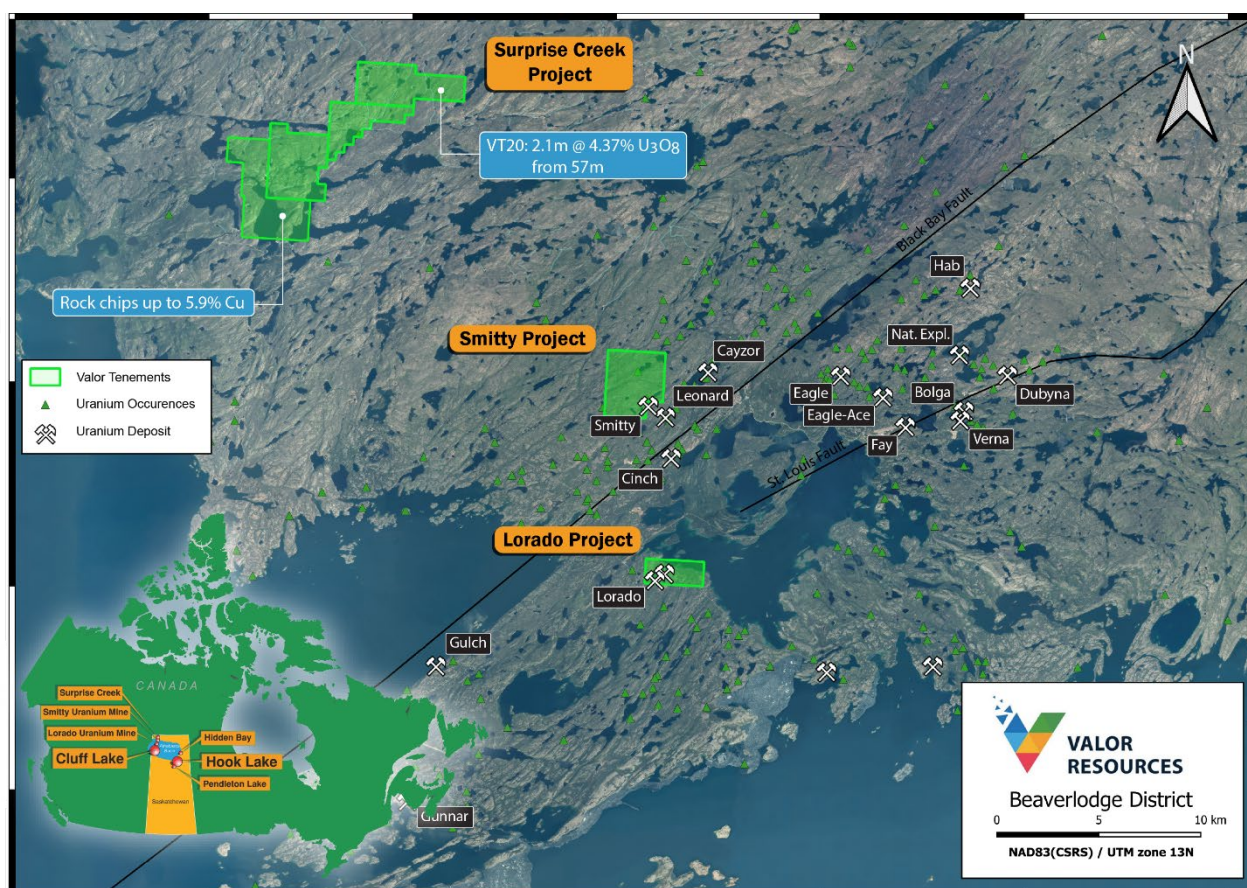 Surprise Creek
Project
VT20: 2.1m @ 4.37% U3O8
from 57m
Rock chips up to 5.9% Cu
N
Black Bay Fault
Hab
Smitty Project
Cayzor
Nat. Expl.
Leonard
Eagle
Bolga
Dubyna
Eagle-Ace
Smitty
Fay
Verna
Cinch
St. Louis Fault
Valor Tenements
Uranium Occurences
Uranium Deposit
Lorado Project
Lorado
Gulch
Gunnar
CANADA
Surprise Creek
Smitty Uranium Mine
Lorado Uranium Mine
Hidden Bay
Cluff Lake
Hook Lake
Pendleton Lake
Saskatchewan
VALOR
RESOURCES
Beaverlodge District
0 5 10 km
NAD83(CSRS) / UTM zone 13N